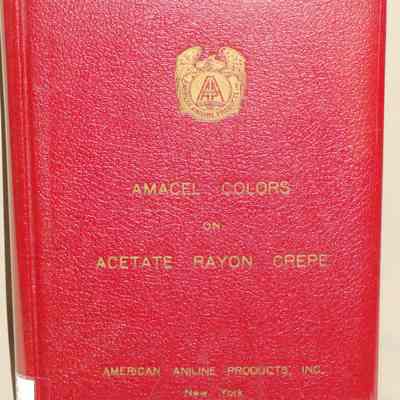 AMACEL COLORS
ON
ACETATE RAYON CREPE
AMERICAN ANILINE PRODUCTS, INC.
New York